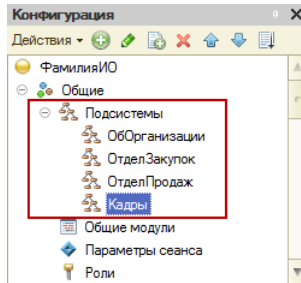 Конфигурация
Действия
ФамилияИО
Общие
Подсистемы
ОбОрганизации
ОтделЗакупок
ОтделПродаж
Кадры
Общие модули
Параметры сеанса
Роли